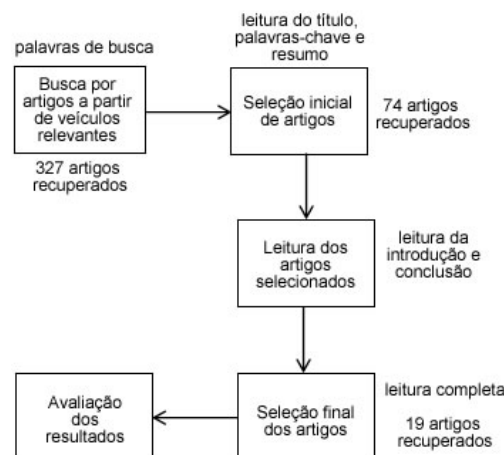 palavras de busca
Busca por
artigos a partir
de veículos
relevantes
327 artigos
recuperados
leitura do título,
palavras-chave e
resumo
Seleção inicial
de artigos
74 artigos
recuperados
Leitura dos
artigos
selecionados
leitura da
introdução e
conclusão
Seleção final
dos artigos
leitura completa
19 artigos
recuperados
Avaliação
dos
resultados